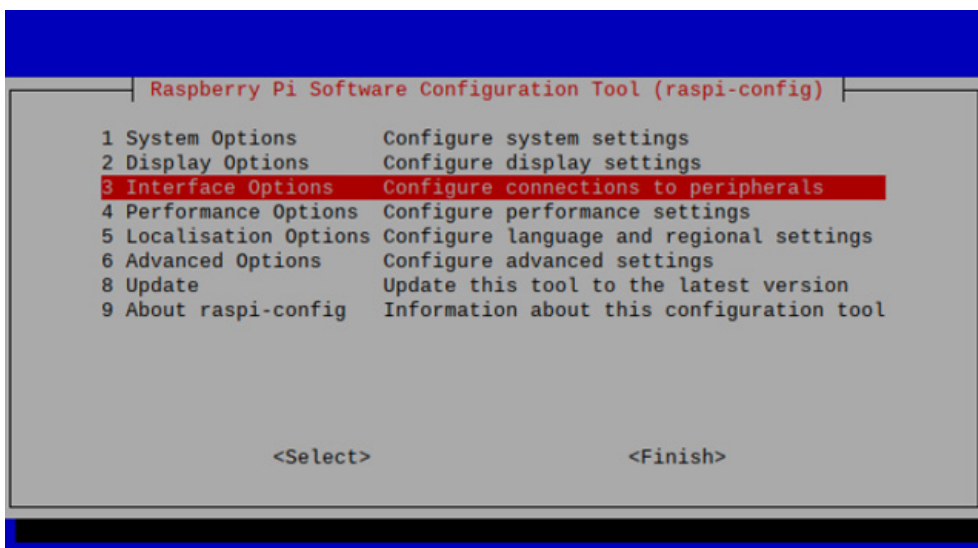 Raspberry Pi Software Configuration Tool (raspi-config)
1 System Options Configure system settings
2 Display Options Configure display settings
3 Interface Options Configure connections to peripherals
4 Performance Options Configure performance settings
5 Localisation Options Configure language and regional settings
6 Advanced Options Configure advanced settings
8 Update Update this tool to the latest version
9 About raspi-config Information about this configuration tool
<Select> <Finish>